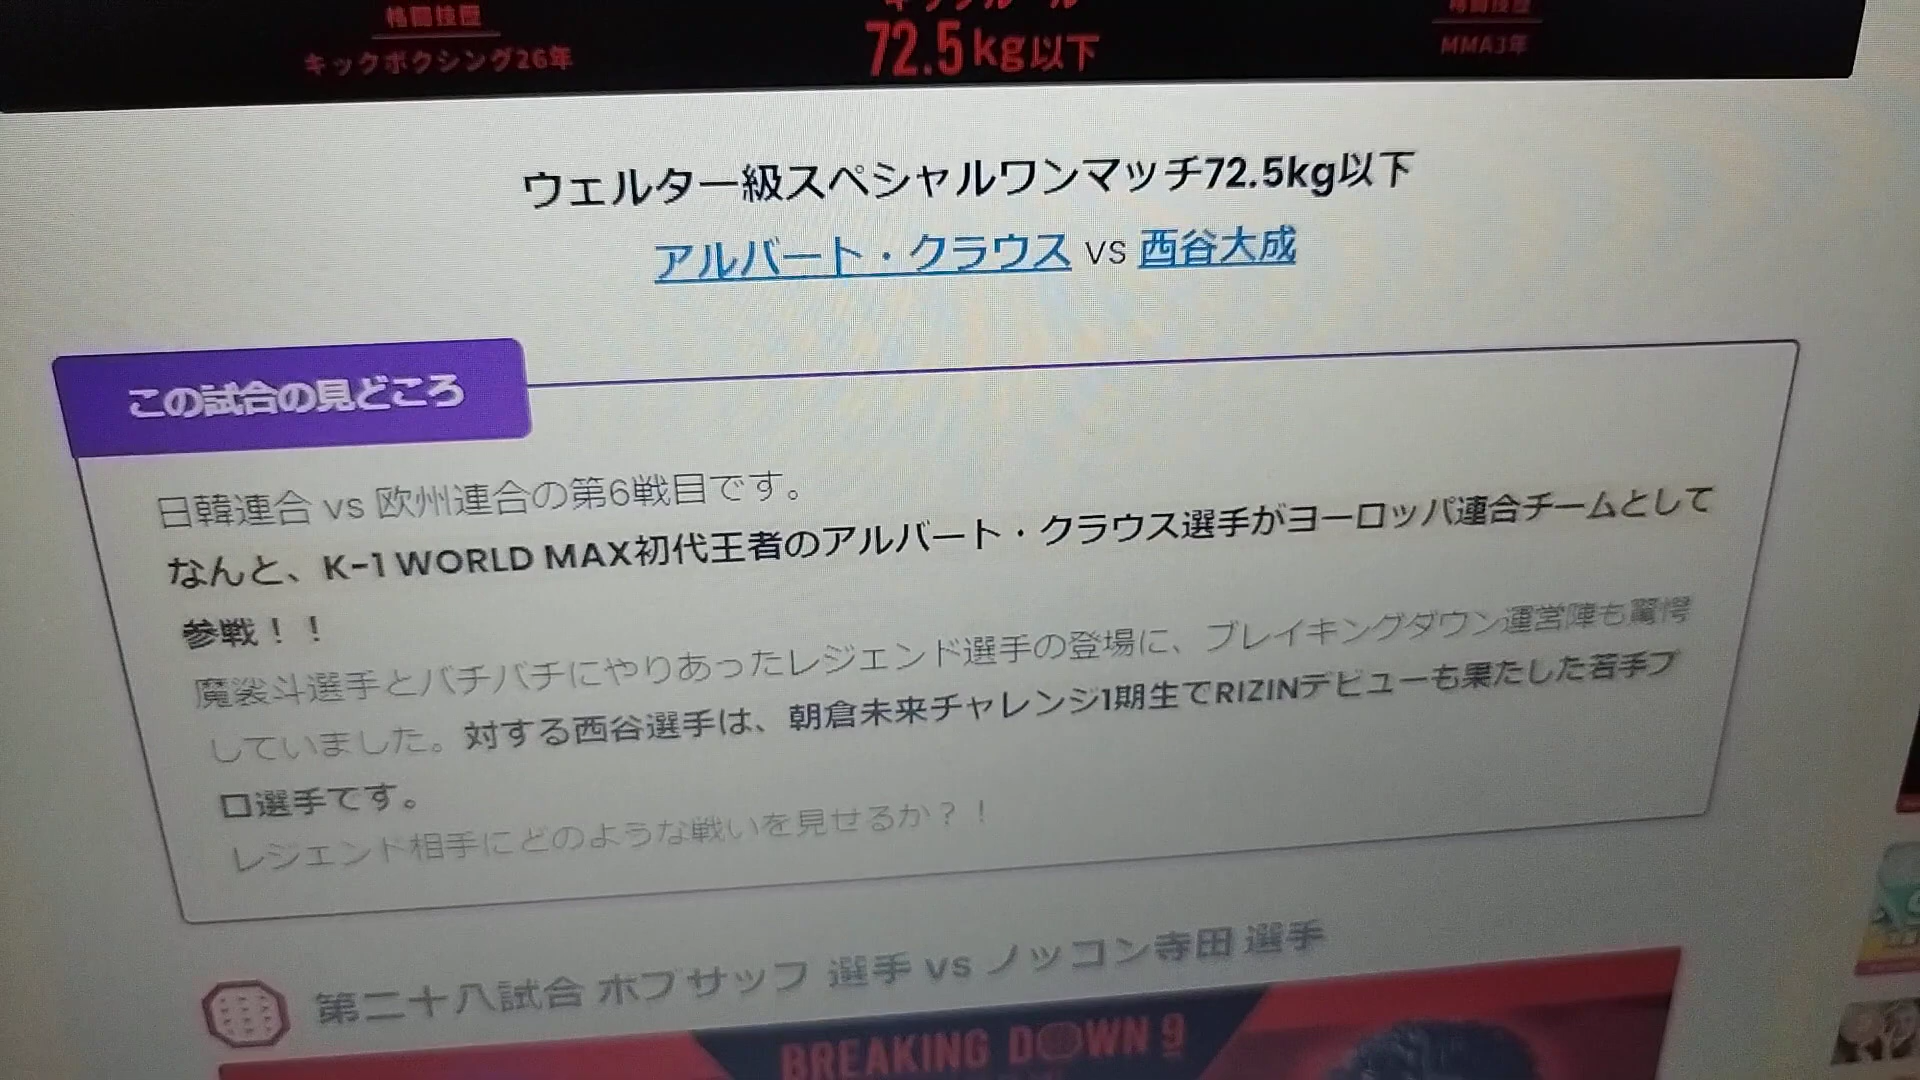 格闘技歴
キックボクシング26年
キックルール
72.5kg以下
格闘技歴
MMA3年
ウェルター級スペシャルワンマッチ72.5kg以下
アルバート・クラウス vs 西谷大成
この試合の見どころ
日韓連合 vs 欧州連合の第6戦目です。
なんと、K-1 WORLD MAX初代王者のアルバート・クラウス選手がヨーロッパ連合チームとして
参戦！！
魔裟斗選手とバチバチにやりあったレジェンド選手の登場に、ブレイキングダウン運営陣も驚愕
していました。対する西谷選手は、朝倉未来チャレンジ1期生でRIZINデビューも果たした若手プ
ロ選手です。
レジェンド相手にどのような戦いを見せるか？！
第二十八試合 ボブサップ 選手 vs ノッコン寺田 選手
BREAKING DOWN 9